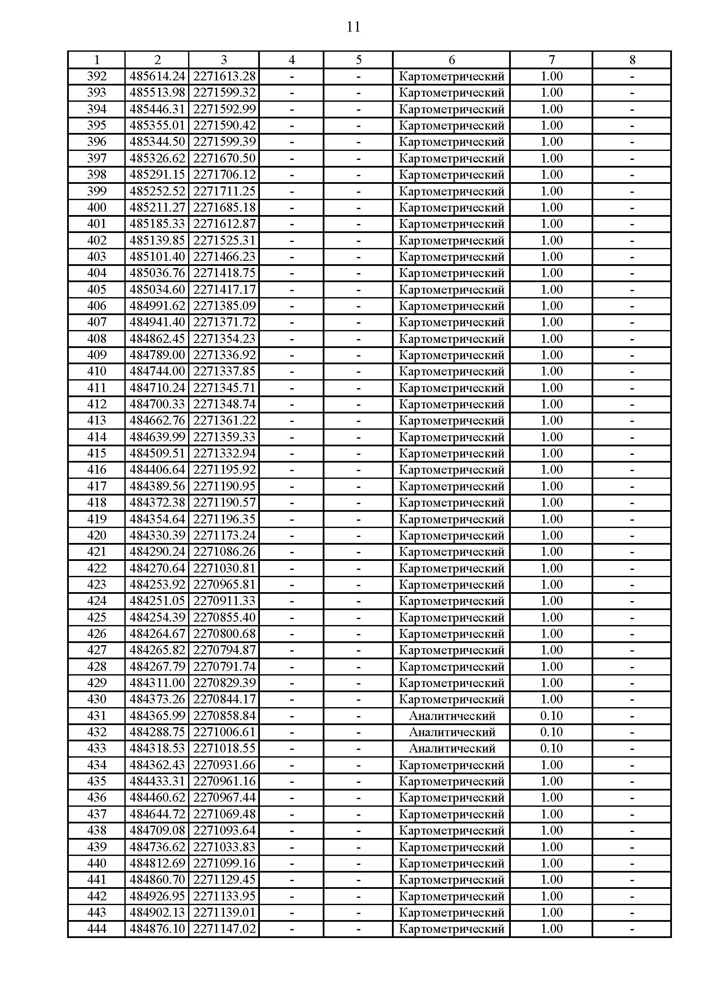 11
1 2 3 4 5 6 7 8
392 485614.24 2271613.28 - - Картометрический 1.00 -
393 485513.98 2271599.32 - - Картометрический 1.00 -
394 485446.31 2271592.99 - - Картометрический 1.00 -
395 485355.01 2271590.42 - - Картометрический 1.00 -
396 485344.50 2271599.39 - - Картометрический 1.00 -
397 485326.62 2271670.50 - - Картометрический 1.00 -
398 485291.15 2271706.12 - - Картометрический 1.00 -
399 485252.52 2271711.25 - - Картометрический 1.00 -
400 485211.27 2271685.18 - - Картометрический 1.00 -
401 485185.33 2271612.87 - - Картометрический 1.00 -
402 485139.85 2271525.31 - - Картометрический 1.00 -
403 485101.40 2271466.23 - - Картометрический 1.00 -
404 485036.76 2271418.75 - - Картометрический 1.00 -
405 485034.60 2271417.17 - - Картометрический 1.00 -
406 484991.62 2271385.09 - - Картометрический 1.00 -
407 484941.40 2271371.72 - - Картометрический 1.00 -
408 484862.45 2271354.23 - - Картометрический 1.00 -
409 484789.00 2271336.92 - - Картометрический 1.00 -
410 484744.00 2271337.85 - - Картометрический 1.00 -
411 484710.24 2271345.71 - - Картометрический 1.00 -
412 484700.33 2271348.74 - - Картометрический 1.00 -
413 484662.76 2271361.22 - - Картометрический 1.00 -
414 484639.99 2271359.33 - - Картометрический 1.00 -
415 484509.51 2271332.94 - - Картометрический 1.00 -
416 484406.64 2271195.92 - - Картометрический 1.00 -
417 484389.56 2271190.95 - - Картометрический 1.00 -
418 484372.38 2271190.57 - - Картометрический 1.00 -
419 484354.64 2271196.35 - - Картометрический 1.00 -
420 484330.39 2271173.24 - - Картометрический 1.00 -
421 484290.24 2271086.26 - - Картометрический 1.00 -
422 484270.64 2271030.81 - - Картометрический 1.00 -
423 484253.92 2270965.81 - - Картометрический 1.00 -
424 484251.05 2270911.33 - - Картометрический 1.00 -
425 484254.39 2270855.40 - - Картометрический 1.00 -
426 484264.67 2270800.68 - - Картометрический 1.00 -
427 484265.82 2270794.87 - - Картометрический 1.00 -
428 484267.79 2270791.74 - - Картометрический 1.00 -
429 484311.00 2270829.39 - - Картометрический 1.00 -
430 484373.26 2270844.17 - - Картометрический 1.00 -
431 484365.99 2270858.84 - - Аналитический 0.10 -
432 484288.75 2271006.61 - - Аналитический 0.10 -
433 484318.53 2271018.55 - - Аналитический 0.10 -
434 484362.43 2270931.66 - - Картометрический 1.00 -
435 484433.31 2270961.16 - - Картометрический 1.00 -
436 484460.62 2270967.44 - - Картометрический 1.00 -
437 484644.72 2271069.48 - - Картометрический 1.00 -
438 484709.08 2271093.64 - - Картометрический 1.00 -
439 484736.62 2271033.83 - - Картометрический 1.00 -
440 484812.69 2271099.16 - - Картометрический 1.00 -
441 484860.70 2271129.45 - - Картометрический 1.00 -
442 484926.95 2271133.95 - - Картометрический 1.00 -
443 484902.13 2271139.01 - - Картометрический 1.00 -
444 484876.10 2271147.02 - - Картометрический 1.00 -